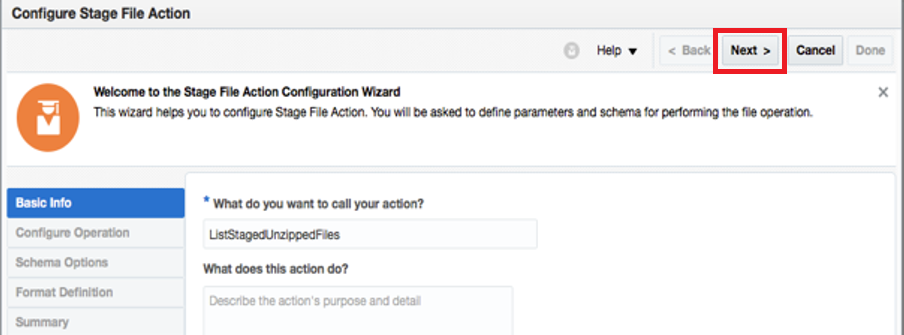 Configure Stage File Action
Help
< Back
Next >
Cancel
Done
Welcome to the Stage File Action Configuration Wizard
This wizard helps you to configure Stage File Action. You will be asked to define parameters and schema for performing the file operation.
Basic Info
Configure Operation
Schema Options
Format Definition
Summary
* What do you want to call your action?
ListStagedUnzippedFiles
What does this action do?
Describe the action's purpose and detail